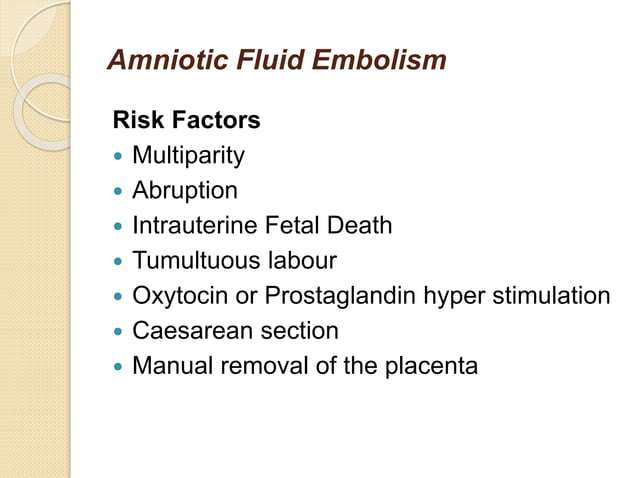 Amniotic Fluid Embolism
Risk Factors
• Multiparity
• Abruption
• Intrauterine Fetal Death
• Tumultuous labour
• Oxytocin or Prostaglandin hyper stimulation
• Caesarean section
• Manual removal of the placenta